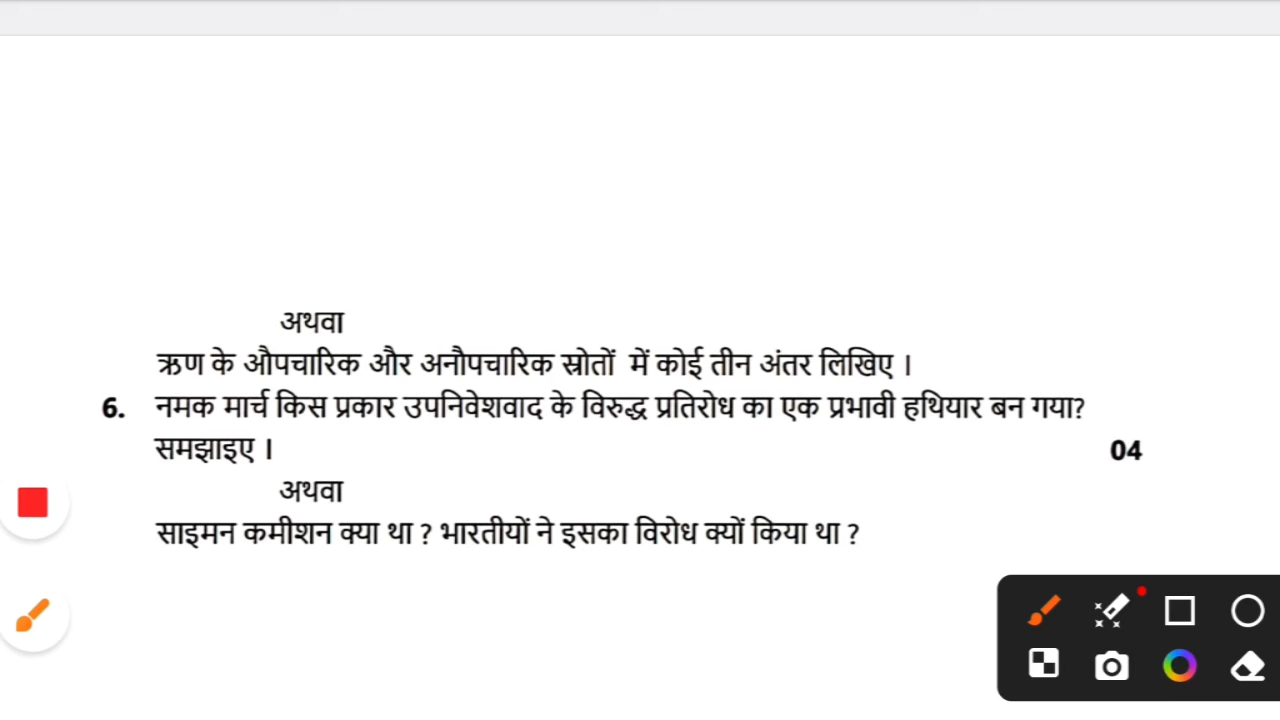 अथवा
ऋण के औपचारिक और अनौपचारिक स्रोतों में कोई तीन अंतर लिखिए ।
6. नमक मार्च किस प्रकार उपनिवेशवाद के विरुद्ध प्रतिरोध का एक प्रभावी हथियार बन गया?
समझाइए । 04
अथवा
साइमन कमीशन क्या था ? भारतीयों ने इसका विरोध क्यों किया था ?